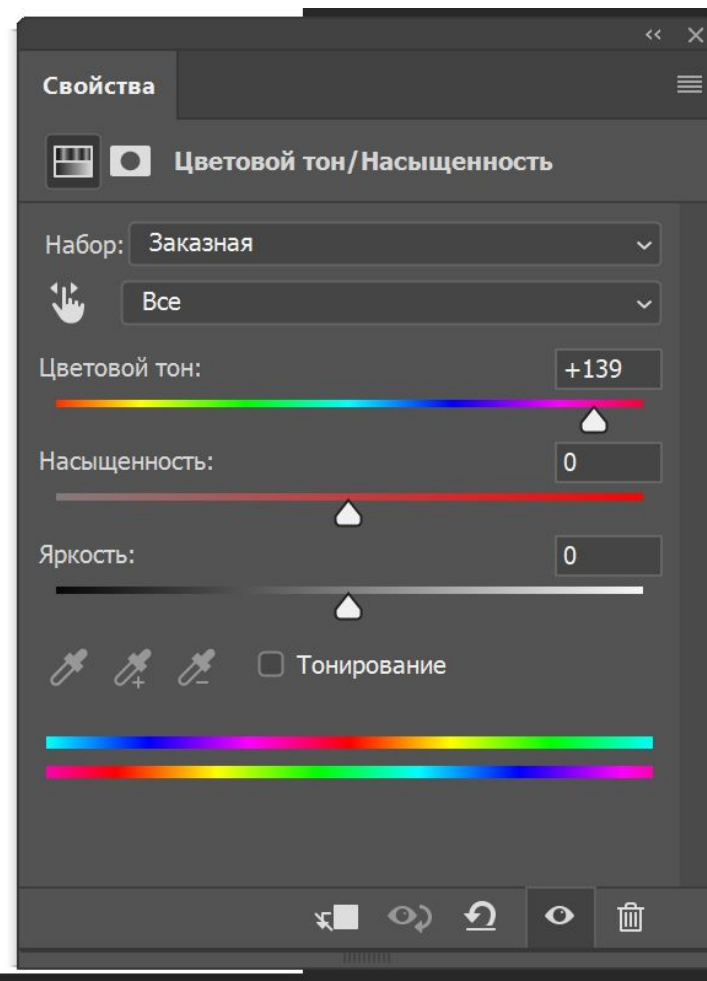 Свойства
Цветовой тон/Насыщенность
Набор: Заказная
Все
Цветовой тон: +139
Насыщенность: 0
Яркость: 0
Тонирование